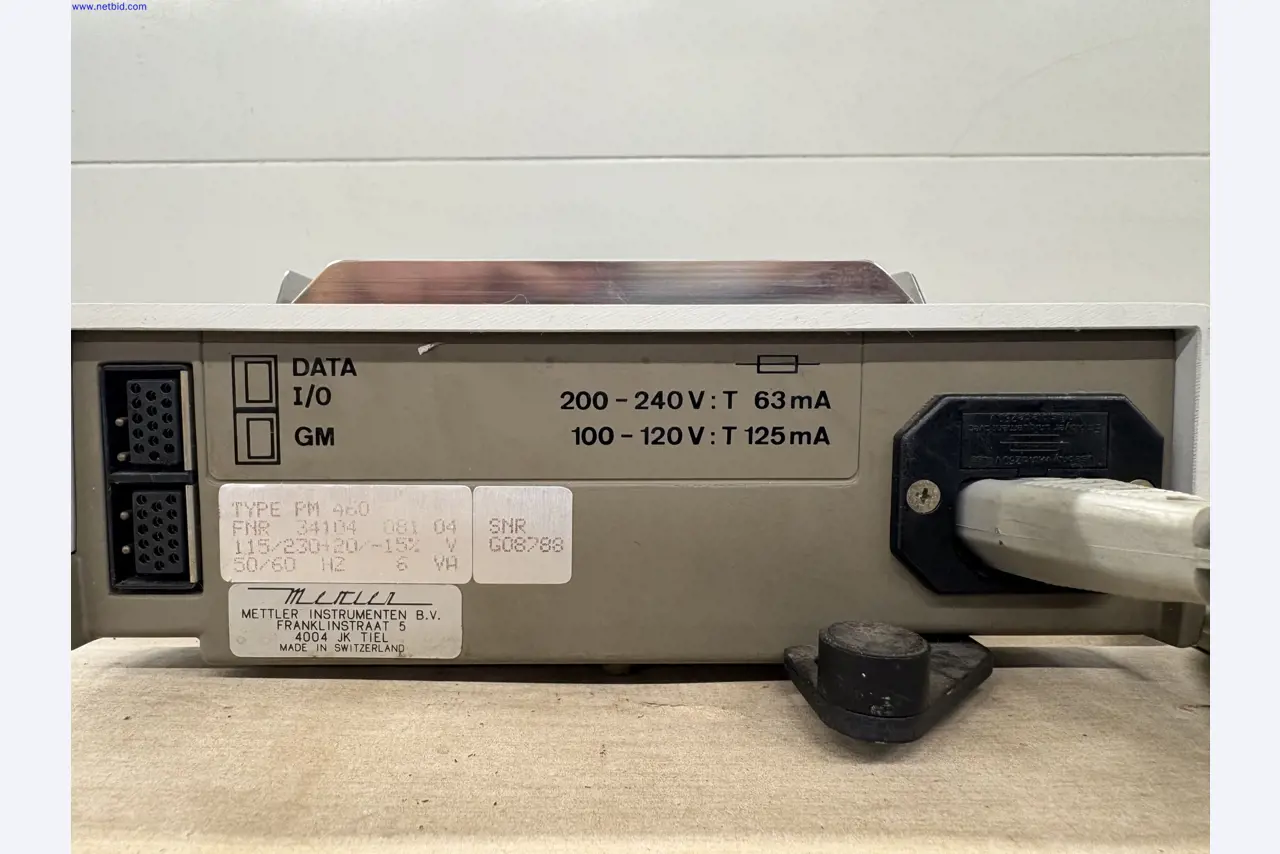 www.netbid.com
DATA
I/O
GM
200 - 240 V : T 63 mA
100 - 120 V : T 125 mA
TYPE PM 460
FNR 34104 081 04
115/230+20/-15% V
50/60 HZ 6 VA
SNR
G08788
METTLER
METTLER INSTRUMENTEN B.V.
FRANKLINSTRAAT 5
4004 JK TIEL
MADE IN SWITZERLAND